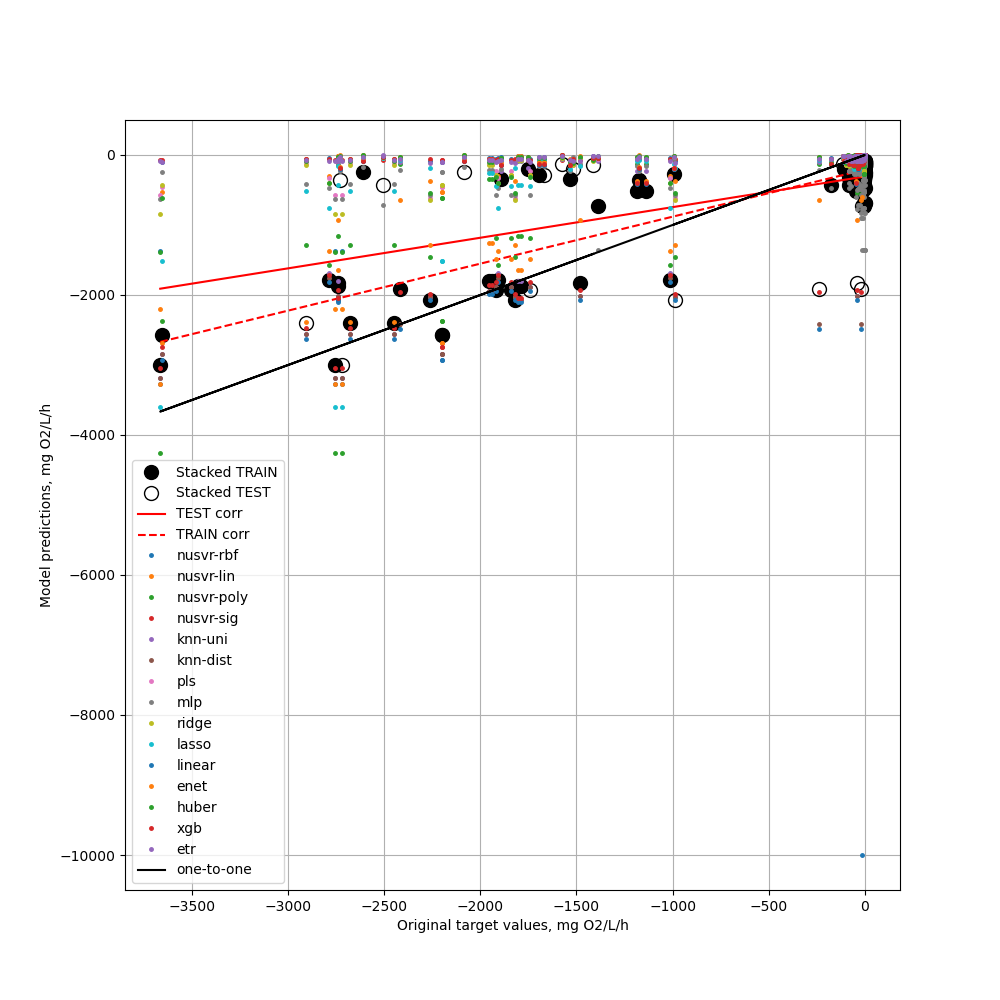 0
−2000
−4000
−6000
−8000
−10000
Model predictions, mg O2/L/h
Stacked TRAIN
Stacked TEST
TEST corr
TRAIN corr
nusvr-rbf
nusvr-lin
nusvr-poly
nusvr-sig
knn-uni
knn-dist
pls
mlp
ridge
lasso
linear
enet
huber
xgb
etr
one-to-one
−3500 −3000 −2500 −2000 −1500 −1000 −500 0
Original target values, mg O2/L/h